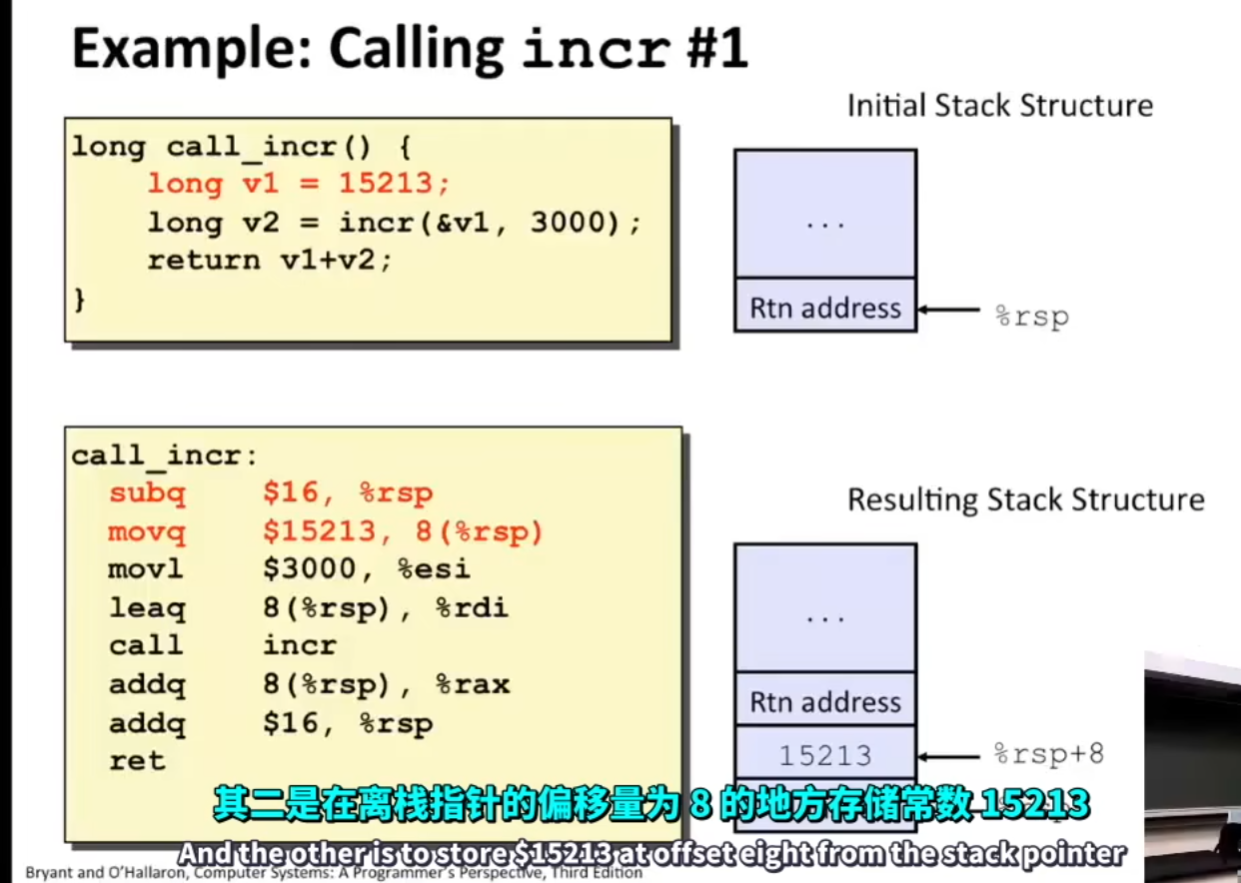 Example: Calling incr #1
long call_incr() {
    long v1 = 15213;
    long v2 = incr(&v1, 3000);
    return v1+v2;
}
Initial Stack Structure
. . .
Rtn address
%rsp
call_incr:
  subq    $16, %rsp
  movq    $15213, 8(%rsp)
  movl    $3000, %esi
  leaq    8(%rsp), %rdi
  call    incr
  addq    8(%rsp), %rax
  addq    $16, %rsp
  ret
Resulting Stack Structure
. . .
Rtn address
15213
%rsp+8
其二是在离栈指针的偏移量为 8 的地方存储常数 15213
And the other is to store $15213 at offset eight from the stack pointer
Bryant and O'Hallaron, Computer Systems: A Programmer's Perspective, Third Edition